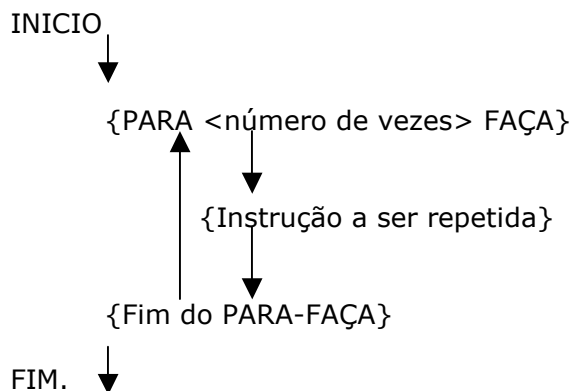 INICIO
{PARA <número de vezes> FAÇA}
{Instrução a ser repetida}
{Fim do PARA-FAÇA}
FIM.